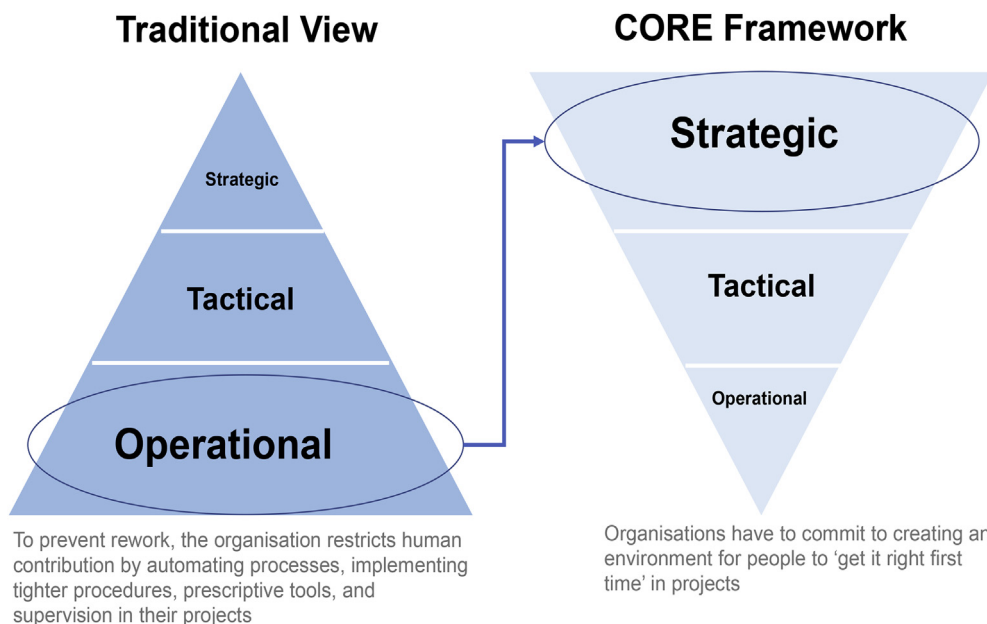 Traditional View
Strategic
Tactical
Operational
To prevent rework, the organisation restricts human
contribution by automating processes, implementing
tighter procedures, prescriptive tools, and
supervision in their projects
CORE Framework
Strategic
Tactical
Operational
Organisations have to commit to creating an
environment for people to ‘get it right first
time’ in projects